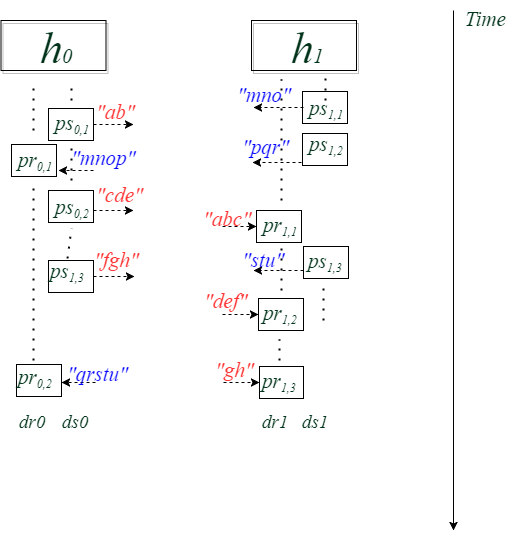 Time
h0
h1
"mno"
ps1,1
"ab"
ps0,1
"pqr"
ps1,2
pr0,1
"mnop"
"cde"
ps0,2
"abc"
pr1,1
"fgh"
ps1,3
"stu"
ps1,3
"def"
pr1,2
pr0,2
"qrstu"
"gh"
pr1,3
dr0 ds0
dr1 ds1